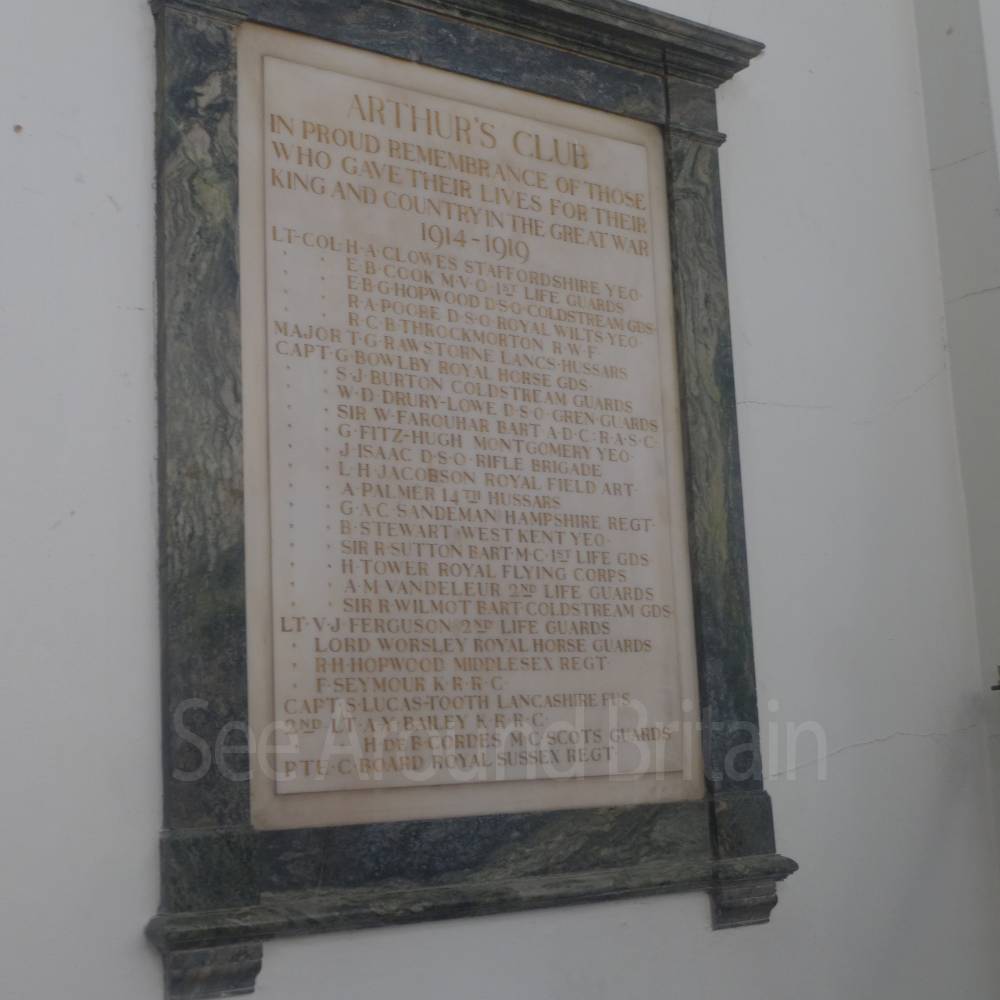 ARTHUR'S CLUB
IN PROUD REMEMBRANCE OF THOSE
WHO GAVE THEIR LIVES FOR THEIR
KING AND COUNTRY IN THE GREAT WAR
1914-1919
LT-COL·H·A·CLOWES STAFFORDSHIRE YEO·
· · E·B·COOK M·V·O·1ST LIFE GUARDS
· · E·B·G·HOPWOOD D·S·O·COLDSTREAM GDS·
· · R·A·POORE D·S·O·ROYAL WILTS·YEO·
· · R·C·B·THROCKMORTON R·W·F·
MAJOR T·G·RAWSTORNE LANCS·HUSSARS
CAPT·G·BOWLBY ROYAL HORSE GDS·
· · S·J·BURTON COLDSTREAM GUARDS
· · W·D·DRURY-LOWE D·S·O·GREN·GUARDS
· · SIR W·FARQUHAR BART A·D·C·:R·A·S·C·
· · G·FITZ-HUGH MONTGOMERY YEO·
· · J·ISAAC D·S·O·RIFLE BRIGADE
· · L·H·JACOBSON ROYAL FIELD ART·
· · A·PALMER 14TH HUSSARS
· · G·A·C·SANDEMAN HAMPSHIRE REGT·
· · B·STEWART WEST KENT YEO·
· · SIR R·SUTTON BART·M·C·1ST LIFE GDS
· · H·TOWER ROYAL FLYING CORPS
· · A·M·VANDELEUR 2ND LIFE GUARDS
· · SIR R·WILMOT BART·COLDSTREAM GDS·
LT·V·J·FERGUSON 2ND LIFE GUARDS
· LORD WORSLEY ROYAL HORSE GUARDS
· R·H·HOPWOOD MIDDLESEX REGT·
· F·SEYMOUR K·R·R·C·
CAPT·S·LUCAS-TOOTH LANCASHIRE FUS·
2ND LT·A·Y·BAILEY K·R·R·C·
H·DE B·CORDES M·C·SCOTS GUARDS·
PTE·C·BOARD ROYAL SUSSEX REGT·
See Around Britain